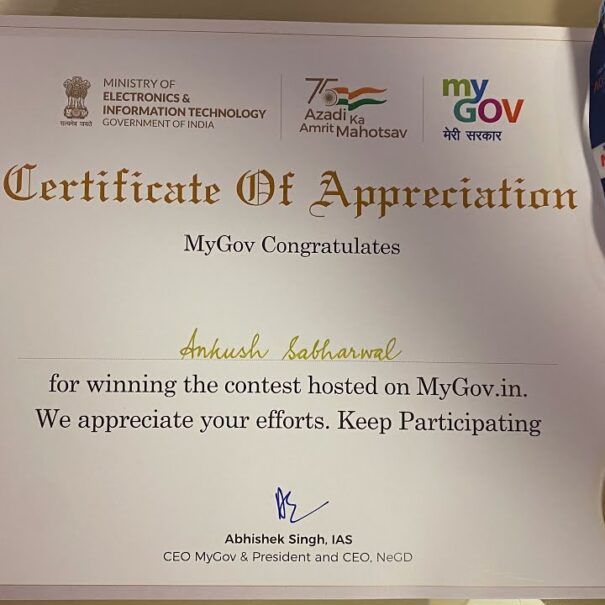 MINISTRY OF
ELECTRONICS &
INFORMATION TECHNOLOGY
GOVERNMENT OF INDIA
सत्यमेव जयते
75
Azadi Ka
Amrit Mahotsav
my
GOV
मेरी सरकार
Certificate Of Appreciation
MyGov Congratulates
Ankush Sabharwal
for winning the contest hosted on MyGov.in.
We appreciate your efforts. Keep Participating
Abhishek Singh, IAS
CEO MyGov & President and CEO, NeGD